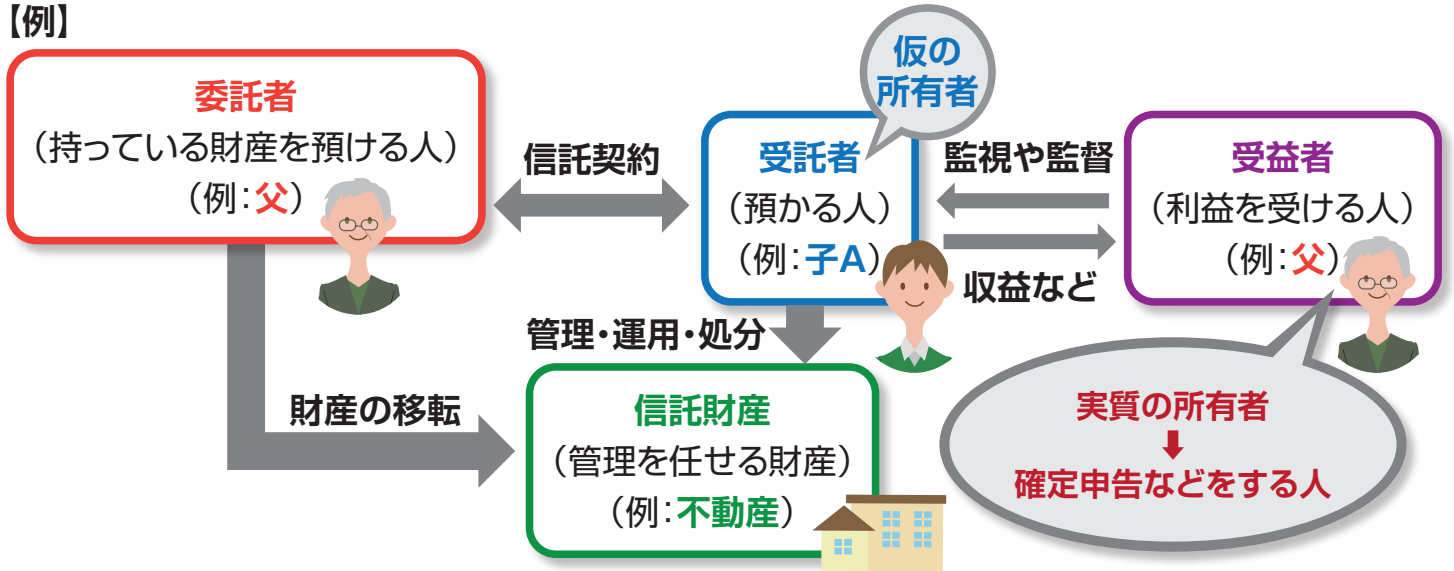 【例】
委託者
（持っている財産を預ける人）
（例：父）
信託契約
仮の
所有者
受託者
（預かる人）
（例：子A）
監視や監督
収益など
受益者
（利益を受ける人）
（例：父）
管理・運用・処分
財産の移転
信託財産
（管理を任せる財産）
（例：不動産）
実質の所有者
⬇
確定申告などをする人